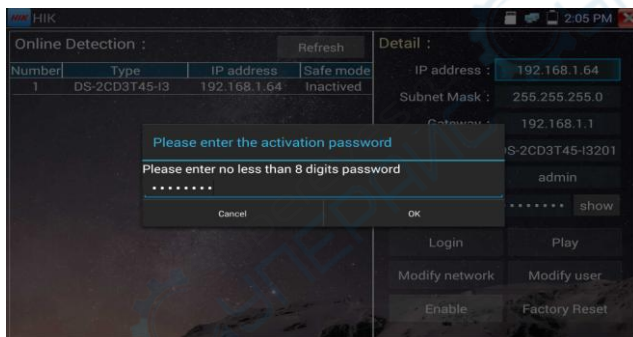 HIK
2:05 PM
Online Detection :
Refresh
Number Type IP address Safe mode
1 DS-2CD3T45-I3 192.168.1.64 Inactived
Detail :
IP address : 192.168.1.64
Subnet Mask : 255.255.255.0
Gateway : 192.168.1.1
DS-2CD3T45-I3201
admin
show
Please enter the activation password
Please enter no less than 8 digits password
Cancel OK
Login Play
Modify network Modify user
Enable Factory Reset